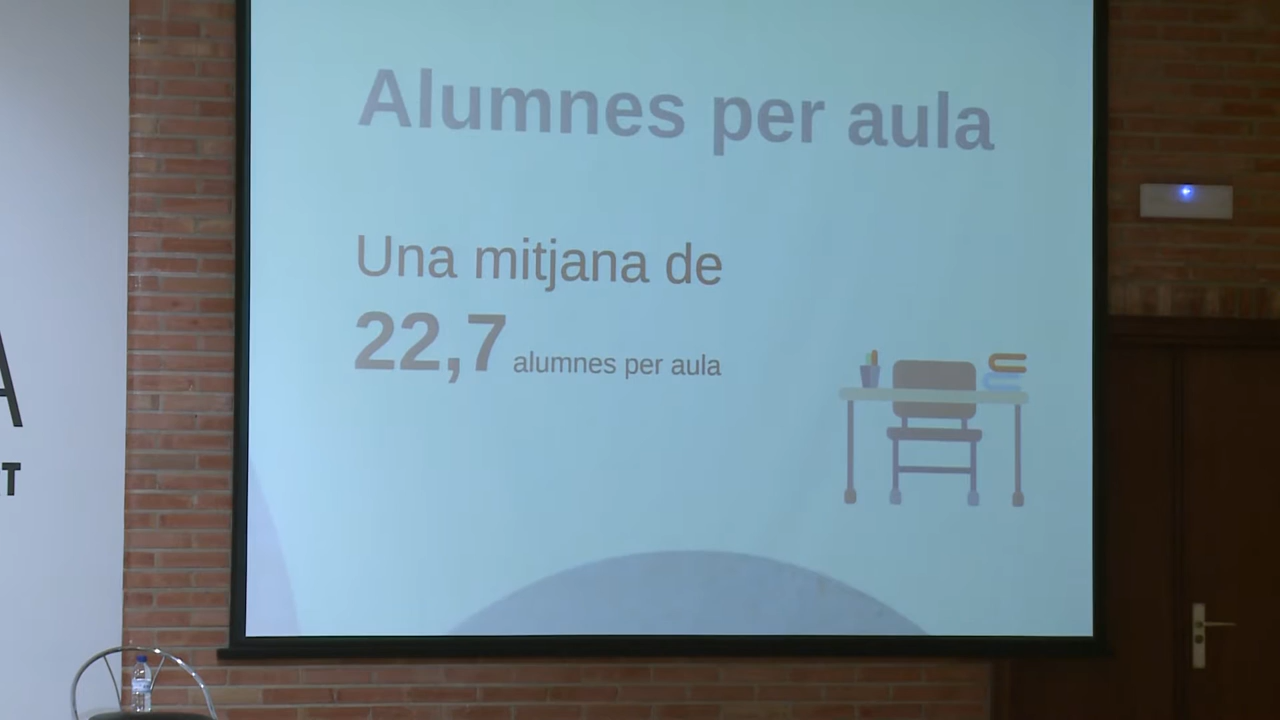 Alumnes per aula
Una mitjana de
22,7 alumnes per aula
A
T